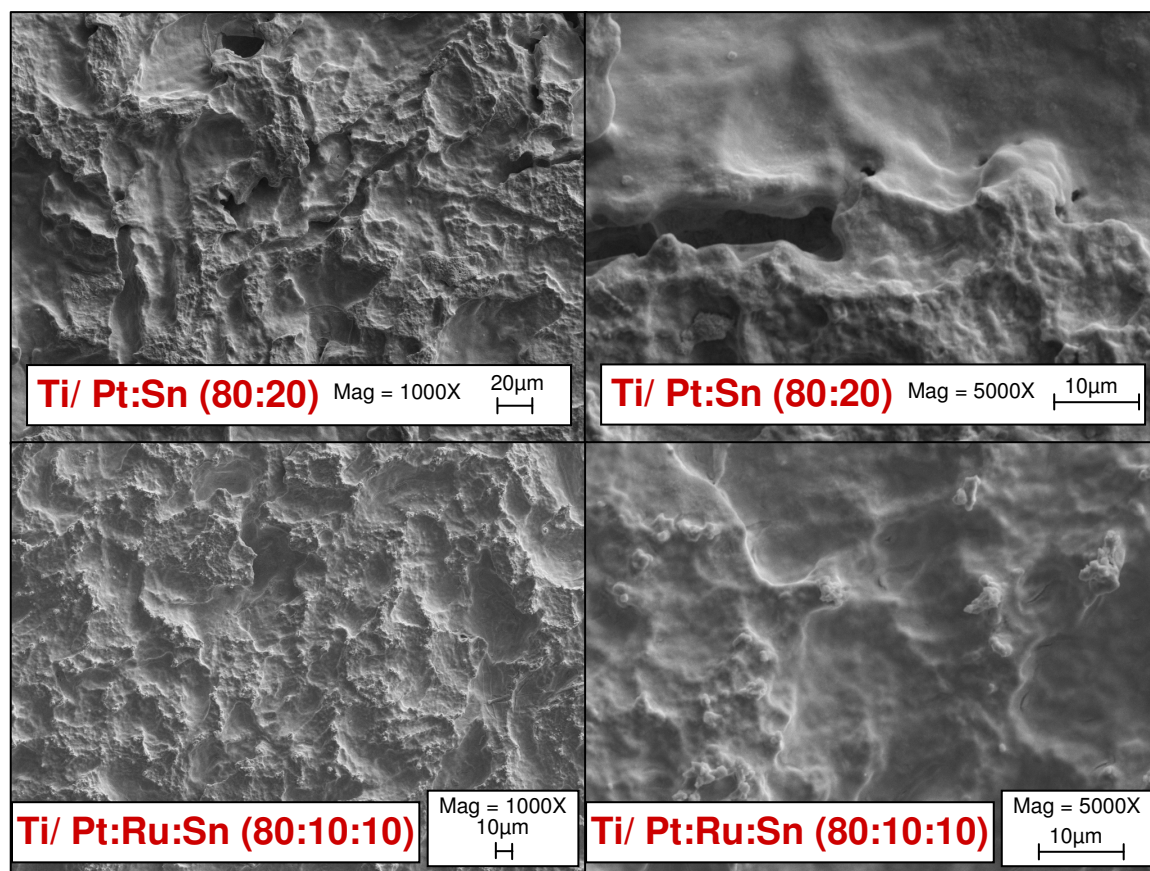 Ti/ Pt:Sn (80:20) Mag = 1000X 20µm
Ti/ Pt:Sn (80:20) Mag = 5000X 10µm
Ti/ Pt:Ru:Sn (80:10:10) Mag = 1000X
10µm
Ti/ Pt:Ru:Sn (80:10:10) Mag = 5000X
10µm